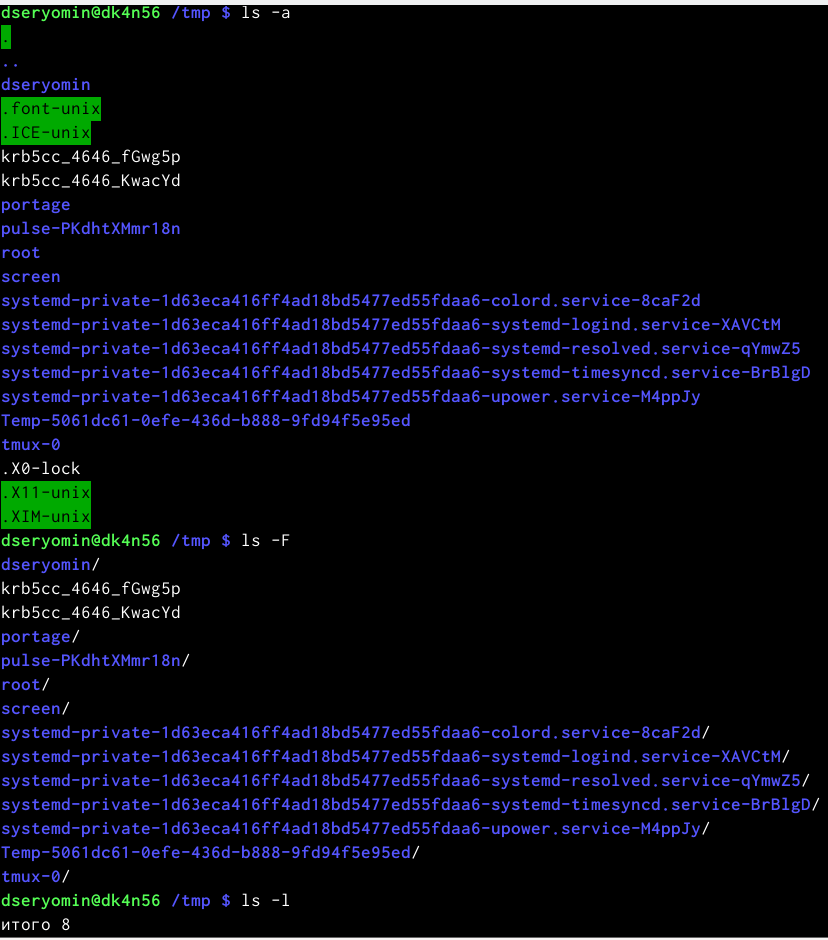 dseryomin@dk4n56 /tmp $ ls -a
.
..
dseryomin
.font-unix
.ICE-unix
krb5cc_4646_fGwg5p
krb5cc_4646_KwacYd
portage
pulse-PKdhtXMmr18n
root
screen
systemd-private-1d63eca416ff4ad18bd5477ed55fdaa6-colord.service-8caF2d
systemd-private-1d63eca416ff4ad18bd5477ed55fdaa6-systemd-logind.service-XAVCtM
systemd-private-1d63eca416ff4ad18bd5477ed55fdaa6-systemd-resolved.service-qYmwZ5
systemd-private-1d63eca416ff4ad18bd5477ed55fdaa6-systemd-timesyncd.service-BrBlgD
systemd-private-1d63eca416ff4ad18bd5477ed55fdaa6-upower.service-M4ppJy
Temp-5061dc61-0efe-436d-b888-9fd94f5e95ed
tmux-0
.X0-lock
.X11-unix
.XIM-unix
dseryomin@dk4n56 /tmp $ ls -F
dseryomin/
krb5cc_4646_fGwg5p
krb5cc_4646_KwacYd
portage/
pulse-PKdhtXMmr18n/
root/
screen/
systemd-private-1d63eca416ff4ad18bd5477ed55fdaa6-colord.service-8caF2d/
systemd-private-1d63eca416ff4ad18bd5477ed55fdaa6-systemd-logind.service-XAVCtM/
systemd-private-1d63eca416ff4ad18bd5477ed55fdaa6-systemd-resolved.service-qYmwZ5/
systemd-private-1d63eca416ff4ad18bd5477ed55fdaa6-systemd-timesyncd.service-BrBlgD/
systemd-private-1d63eca416ff4ad18bd5477ed55fdaa6-upower.service-M4ppJy/
Temp-5061dc61-0efe-436d-b888-9fd94f5e95ed/
tmux-0/
dseryomin@dk4n56 /tmp $ ls -l
итого 8